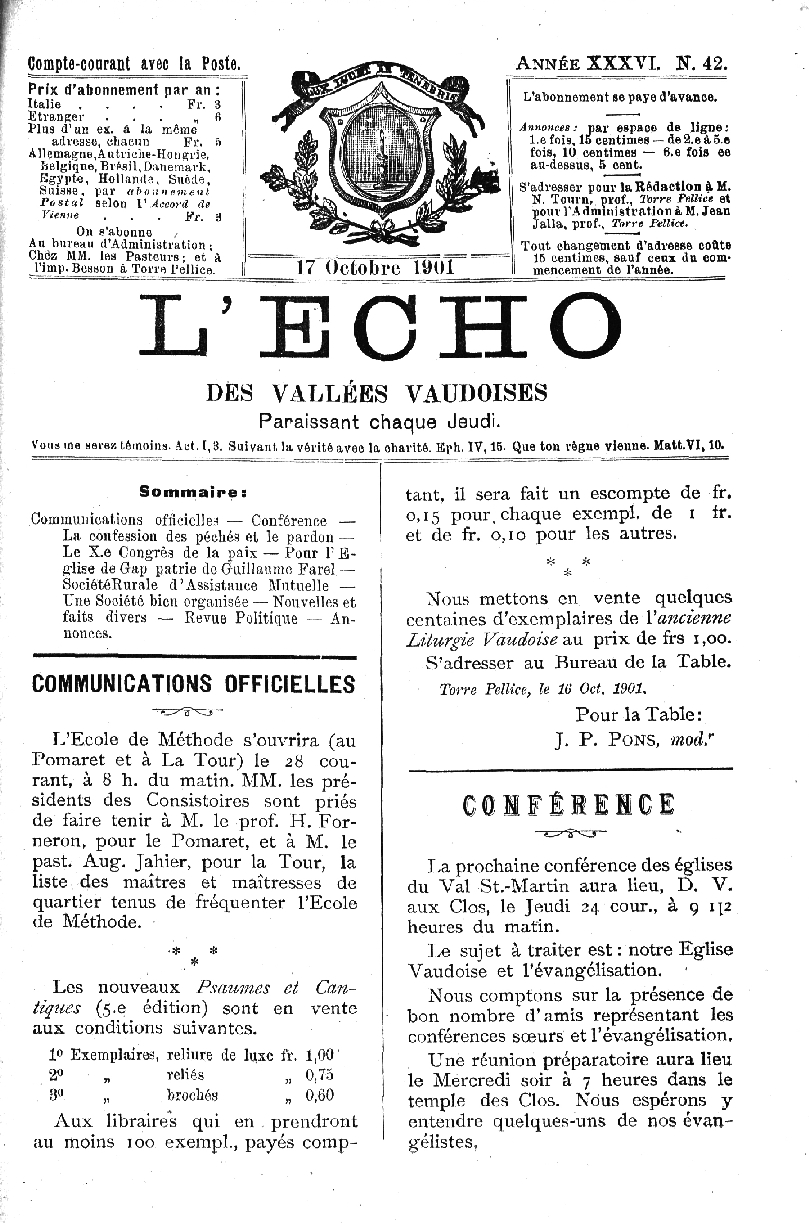 Compte-courant avec la Poste.
Prix d'abonnement par an :
Italie . . . . Fr. 3
Etranger . . . „ 6
Plus d'un ex. à la même
adresse, chacun Fr. 5
Allemagne, Autriche-Hongrie,
Belgique, Brésil, Danemark,
Egypte, Hollande, Suède,
Suisse, par abonnement
Postal selon l'Accord de
Vienne . . . Fr. 3
On s'abonne
Au bureau d'Administration ;
Chez MM. les Pasteurs ; et à
l'imp. Besson à Torre Pellice.
LUX LUCET IN TENEBRIS
17 Octobre 1901
ANNÉE XXXVI. N. 42.
L'abonnement se paye d'avance.
Annonces : par espace de ligne :
1.e fois, 15 centimes — de 2.e à 5.e
fois, 10 centimes — 6.e fois ee
au-dessus, 5 cent.
S'adresser pour la Rédaction à M.
N. Tourn, prof., Torre Pellice et
pour l'Administration à M. Jean
Jalla, prof., Torre Pellice.
Tout changement d'adresse coûte
15 centimes, sauf ceux du com-
mencement de l'année.
L'ECHO
DES VALLÉES VAUDOISES
Paraissant chaque Jeudi.
Vous me serez témoins. Act. I, 8. Suivant la vérité avec la charité. Eph. IV, 15. Que ton règne vienne. Matt. VI, 10.
Sommaire :
Communications officielles — Conférence —
La confession des péchés et le pardon —
Le X.e Congrès de la paix — Pour l'E-
glise de Gap patrie de Guillaume Farel —
Société Rurale d'Assistance Mutuelle —
Une Société bien organisée — Nouvelles et
faits divers — Revue Politique — An-
nonces.
COMMUNICATIONS OFFICIELLES
L'Ecole de Méthode s'ouvrira (au
Pomaret et à La Tour) le 28 cou-
rant, à 8 h. du matin. MM. les pré-
sidents des Consistoires sont priés
de faire tenir à M. le prof. H. For-
neron, pour le Pomaret, et à M. le
past. Aug. Jahier, pour la Tour, la
liste des maîtres et maîtresses de
quartier tenus de fréquenter l'Ecole
de Méthode.
* * *
Les nouveaux Psaumes et Can-
tiques (5.e édition) sont en vente
aux conditions suivantes.
1º Exemplaires, reliure de luxe fr. 1,00
2º „ reliés „ 0,75
3º „ brochés „ 0,60
Aux libraires qui en prendront
au moins 100 exempl., payés comp-
tant, il sera fait un escompte de fr.
0,15 pour chaque exempl. de 1 fr.
et de fr. 0,10 pour les autres.
* * *
Nous mettons en vente quelques
centaines d'exemplaires de l'ancienne
Liturgie Vaudoise au prix de frs 1,00.
S'adresser au Bureau de la Table.
Torre Pellice, le 16 Oct. 1901.
Pour la Table :
J. P. PONS, mod.r
CONFÉRENCE
La prochaine conférence des églises
du Val St.-Martin aura lieu, D. V.
aux Clos, le Jeudi 24 cour., à 9 1|2
heures du matin.
Le sujet à traiter est : notre Eglise
Vaudoise et l'évangélisation.
Nous comptons sur la présence de
bon nombre d'amis représentant les
conférences sœurs et l'évangélisation.
Une réunion préparatoire aura lieu
le Mercredi soir à 7 heures dans le
temple des Clos. Nous espérons y
entendre quelques-uns de nos évan-
gélistes,